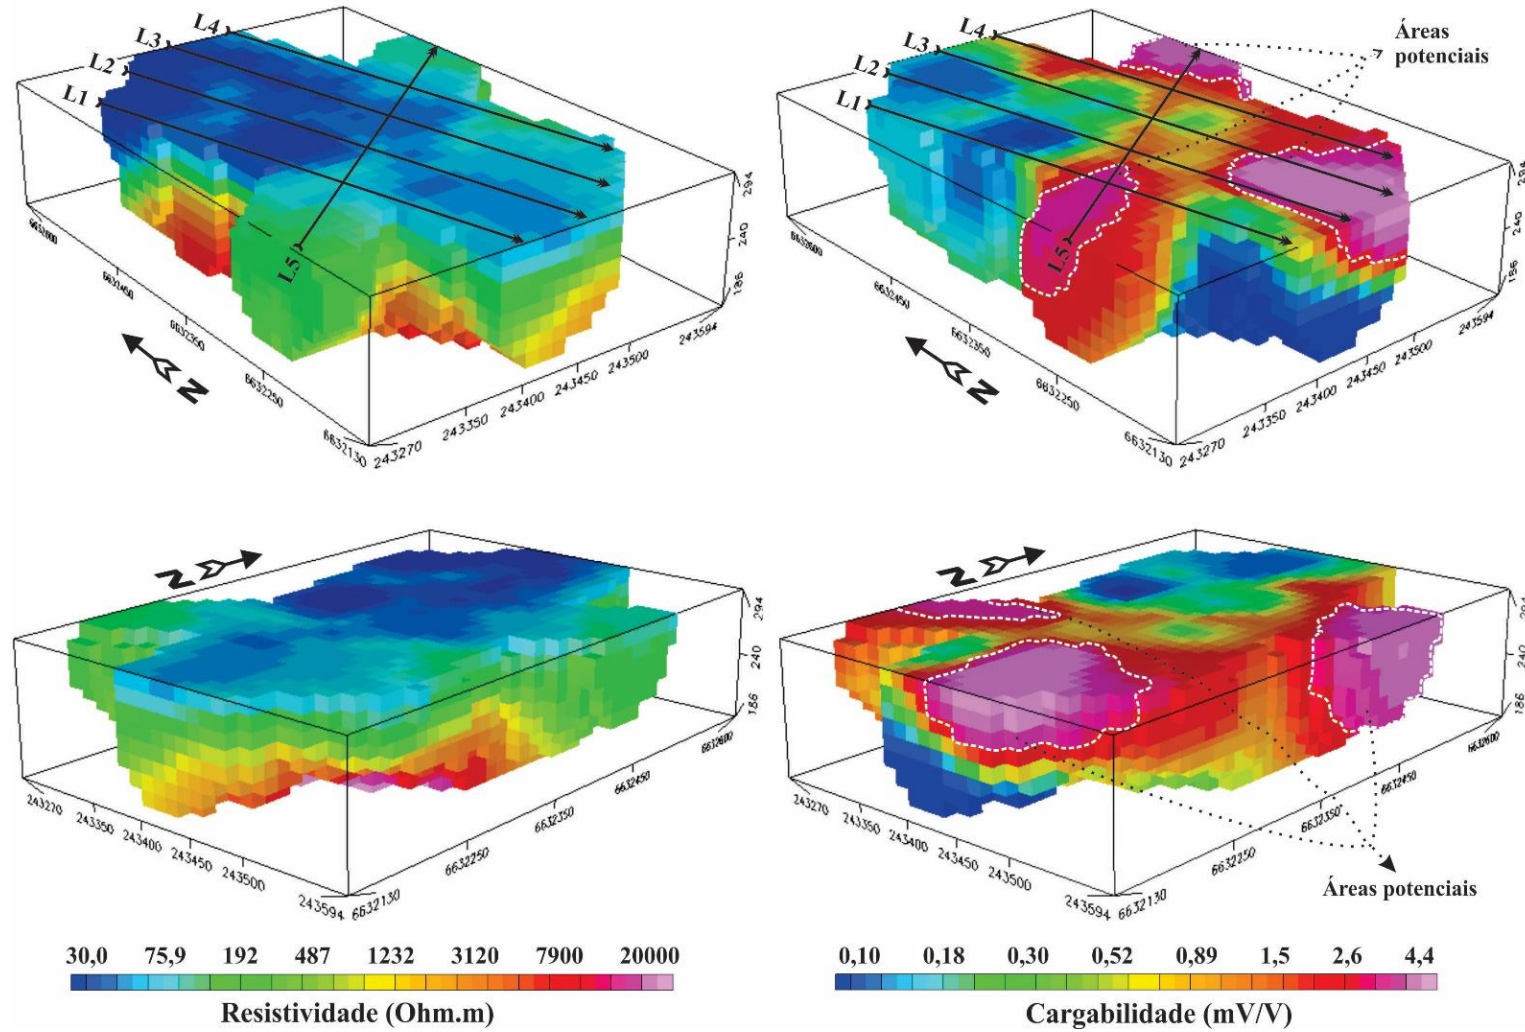 L4
L3
L2
L1
L5
294
240
186
6632600
6632450
6632350
6632250
6632130
243270
243350
243400
243450
243500
243594
N
L4
L3
L2
L1
L5
Áreas
potenciais
294
240
186
6632600
6632450
6632350
6632250
6632130
243270
243350
243400
243450
243500
243594
N
N
294
240
186
243270
243350
243400
243450
243500
243594
6632130
6632250
6632350
6632450
6632600
N
294
240
186
243270
243350
243400
243450
243500
243594
6632130
6632250
6632350
6632450
6632600
Áreas potenciais
30,0 75,9 192 487 1232 3120 7900 20000
Resistividade (Ohm.m)
0,10 0,18 0,30 0,52 0,89 1,5 2,6 4,4
Cargabilidade (mV/V)